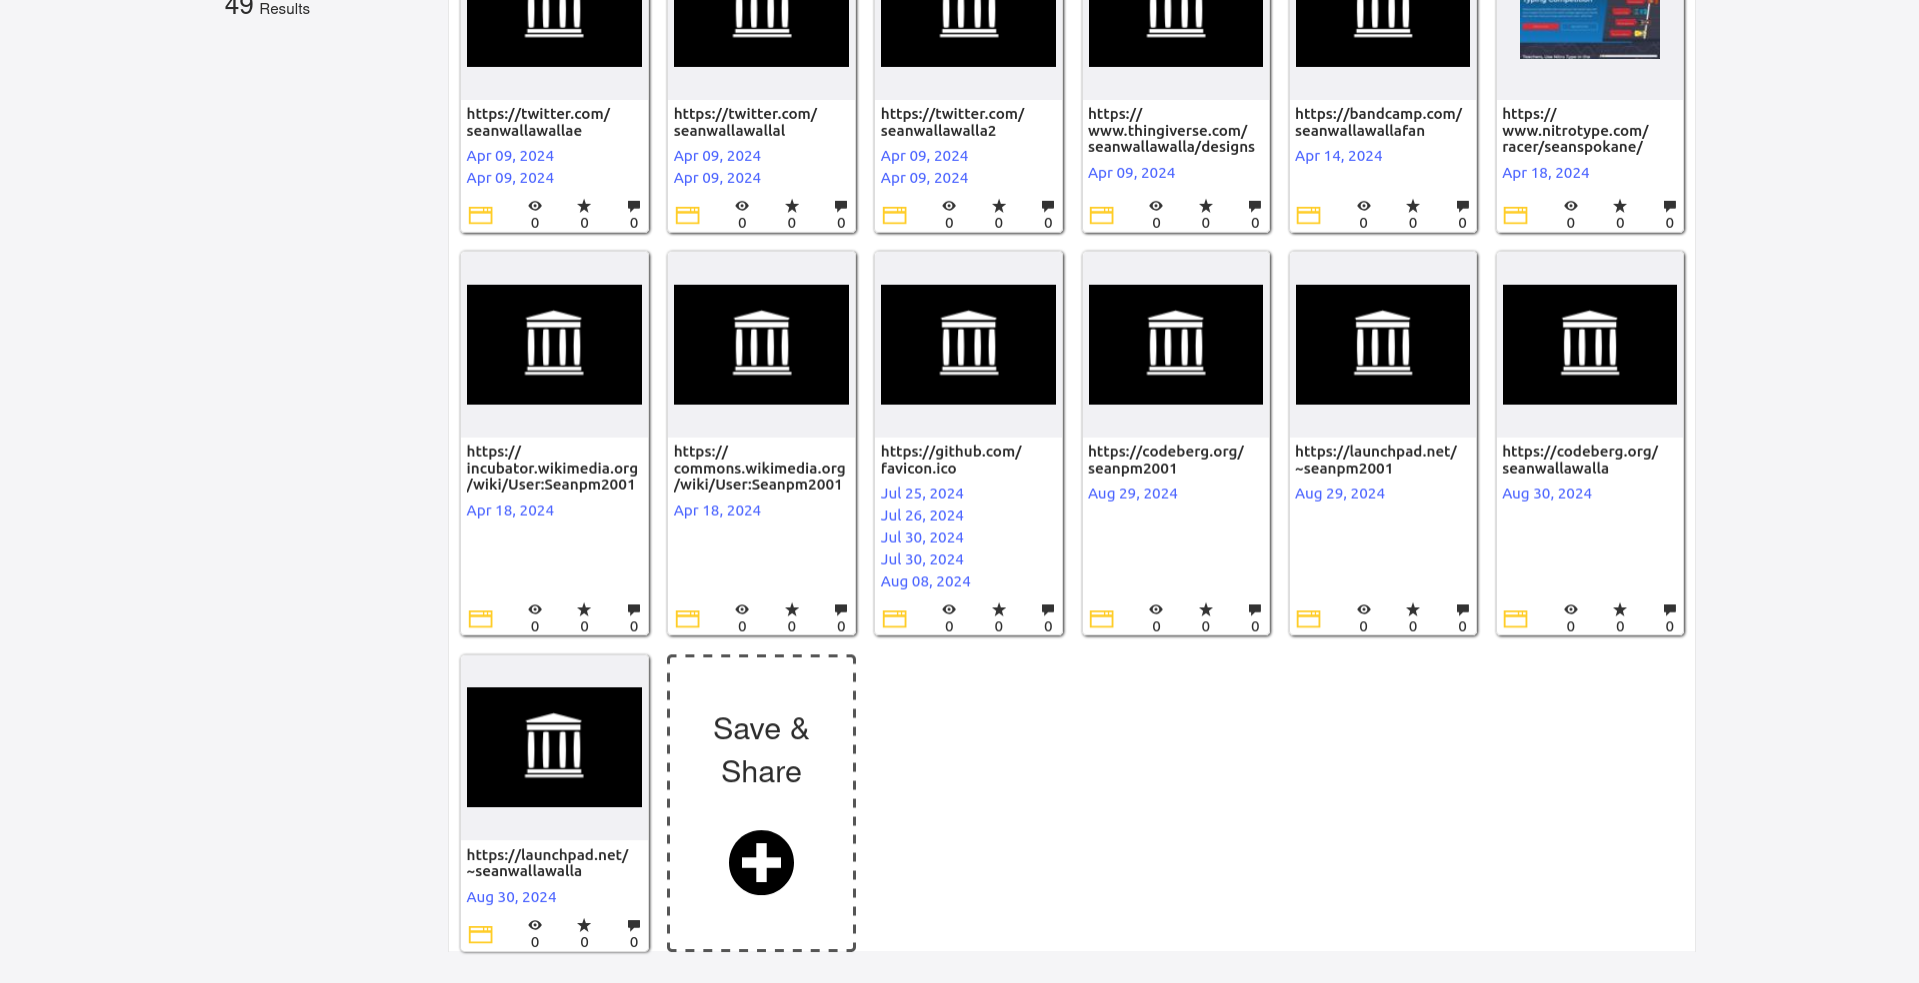 49 Results
Typing Competition
https://twitter.com/
seanwallawallae
Apr 09, 2024
Apr 09, 2024
0 0 0
https://twitter.com/
seanwallawallal
Apr 09, 2024
Apr 09, 2024
0 0 0
https://twitter.com/
seanwallawalla2
Apr 09, 2024
Apr 09, 2024
0 0 0
https://
www.thingiverse.com/
seanwallawalla/designs
Apr 09, 2024
0 0 0
https://bandcamp.com/
seanwallawallafan
Apr 14, 2024
0 0 0
https://
www.nitrotype.com/
racer/seanspokane/
Apr 18, 2024
0 0 0
https://
incubator.wikimedia.org
/wiki/User:Seanpm2001
Apr 18, 2024
0 0 0
https://
commons.wikimedia.org
/wiki/User:Seanpm2001
Apr 18, 2024
0 0 0
https://github.com/
favicon.ico
Jul 25, 2024
Jul 26, 2024
Jul 30, 2024
Jul 30, 2024
Aug 08, 2024
0 0 0
https://codeberg.org/
seanpm2001
Aug 29, 2024
0 0 0
https://launchpad.net/
~seanpm2001
Aug 29, 2024
0 0 0
https://codeberg.org/
seanwallawalla
Aug 30, 2024
0 0 0
https://launchpad.net/
~seanwallawalla
Aug 30, 2024
0 0 0
Save &
Share